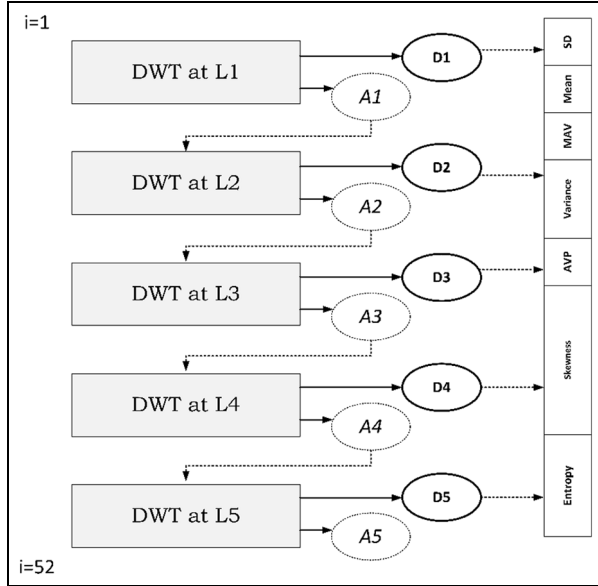 i=1
DWT at L1
D1
A1
SD
Mean
MAV
DWT at L2
D2
A2
Variance
DWT at L3
D3
A3
AVP
Skewness
DWT at L4
D4
A4
DWT at L5
D5
A5
Entropy
i=52